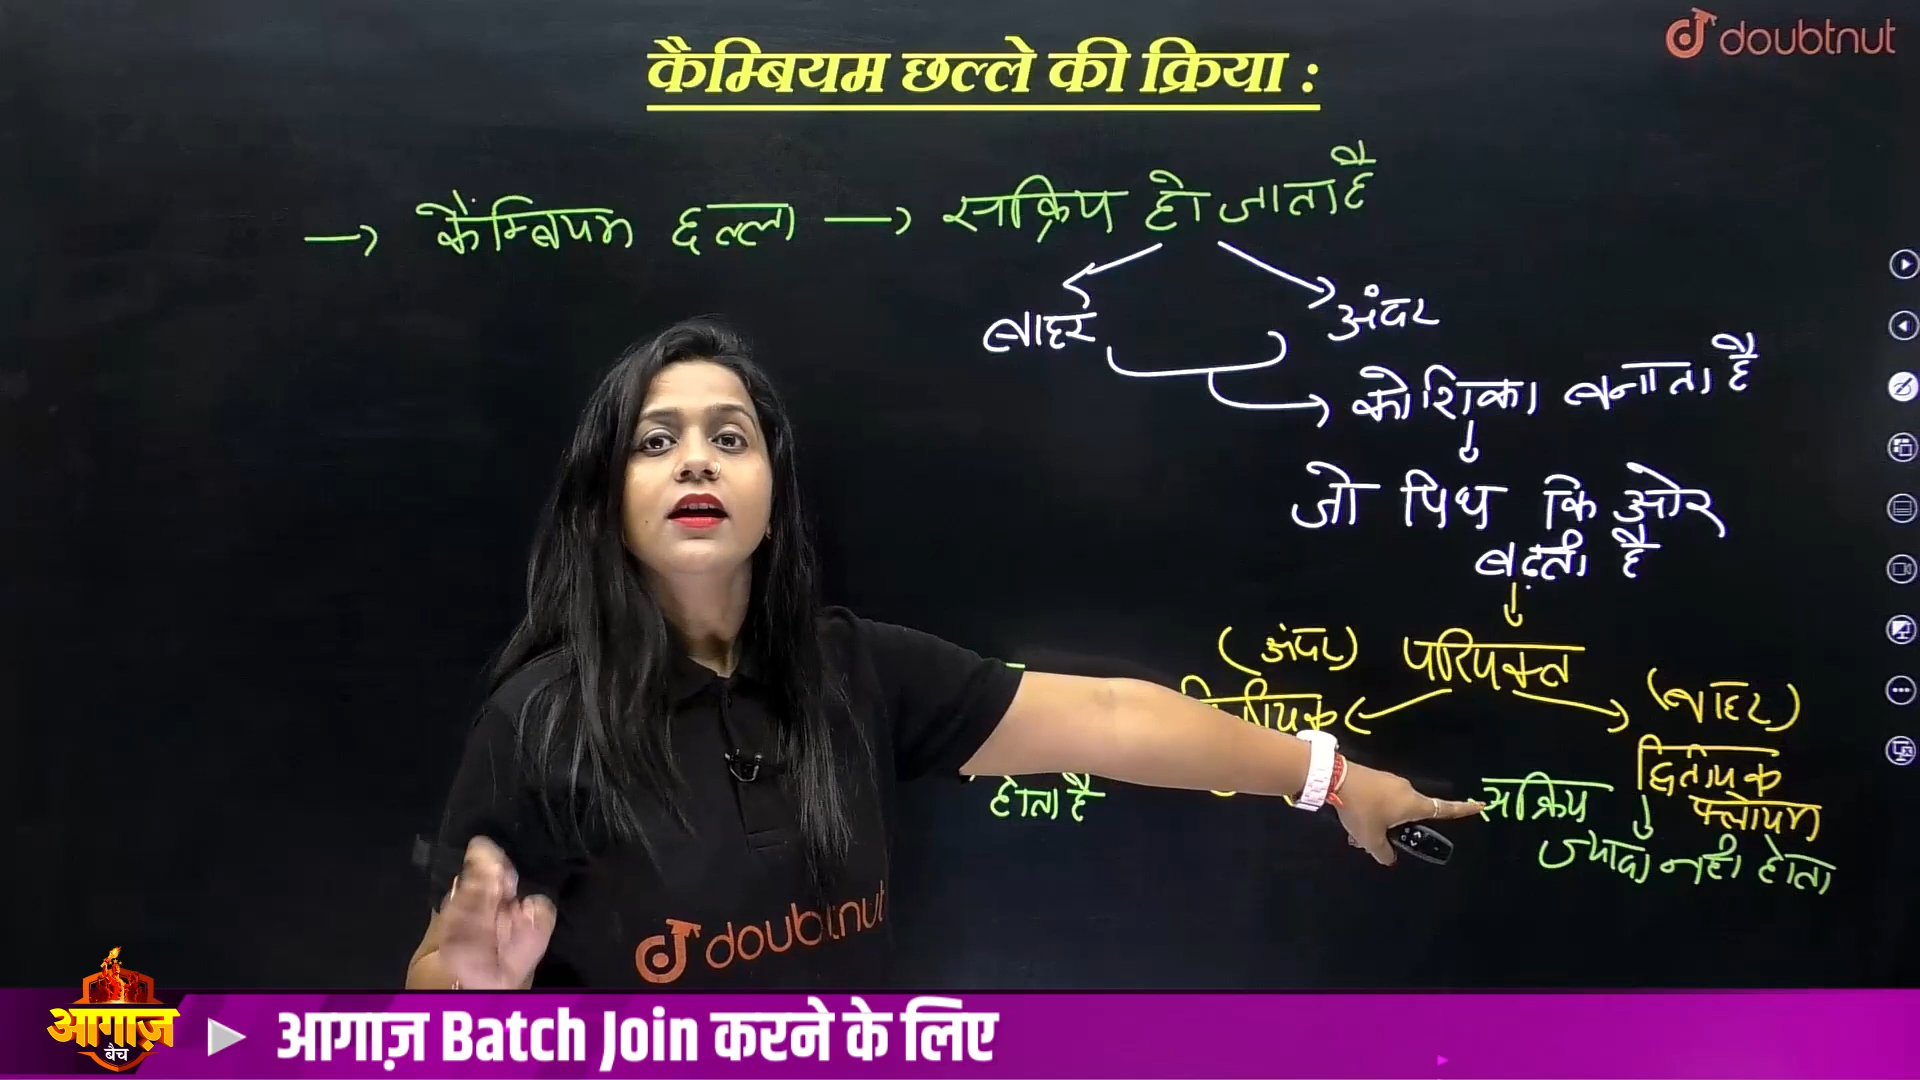 doubtnut
कैम्बियम छल्ले की क्रिया :
→ कैम्बियम छल्ला → सक्रिय हो जाता है
बाहर अंदर
→ कोशिका बनाता है
जो पिथ कि ओर
बढ़ती है
(अंदर) परिपक्व (बाहर)
द्वितीयक
फ्लोयम
होता है
सक्रिय
ज्यादा नहीं होता
doubtnut
आगाज़
बैच
आगाज़ Batch Join करने के लिए